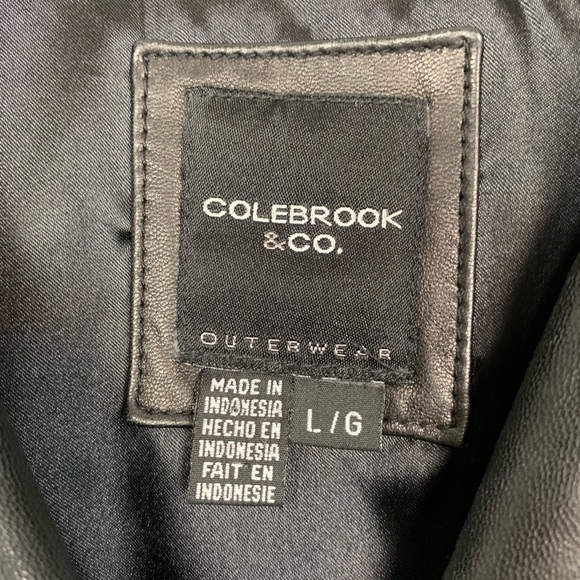 COLEBROOK
&CO.
OUTERWEAR
MADE IN
INDONESIA
HECHO EN
INDONESIA
FAIT EN
INDONESIE
L/G